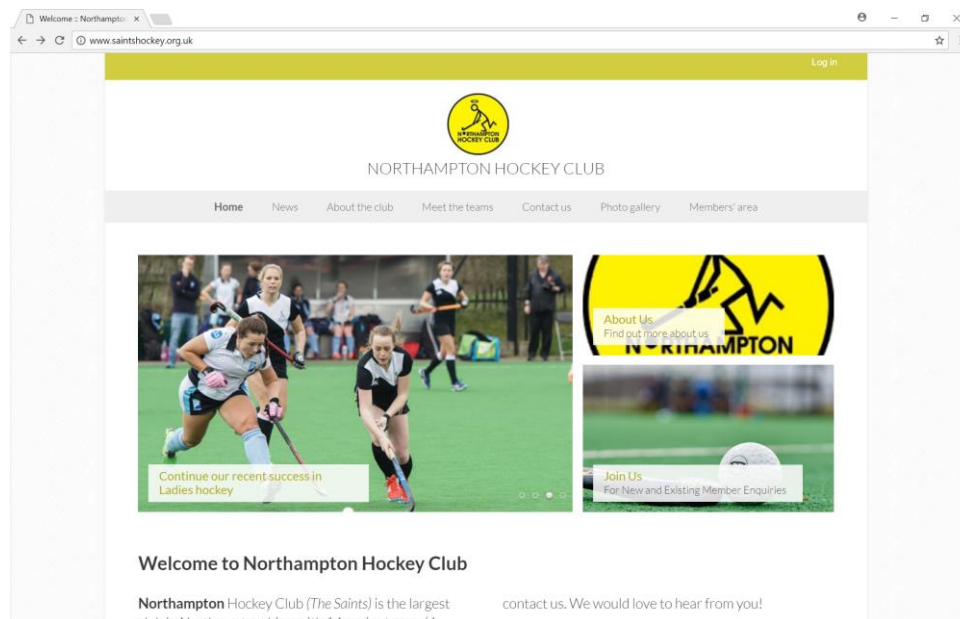 Welcome :: Northampto
www.saintshockey.org.uk
Log in
NORTHAMPTON
HOCKEY CLUB
NORTHAMPTON HOCKEY CLUB
Home News About the club Meet the teams Contact us Photo gallery Members' area
About Us
Find out more about us
NORTHAMPTON
Continue our recent success in
Ladies hockey
Join Us
For New and Existing Member Enquiries
Welcome to Northampton Hockey Club
Northampton Hockey Club (The Saints) is the largest
contact us. We would love to hear from you!